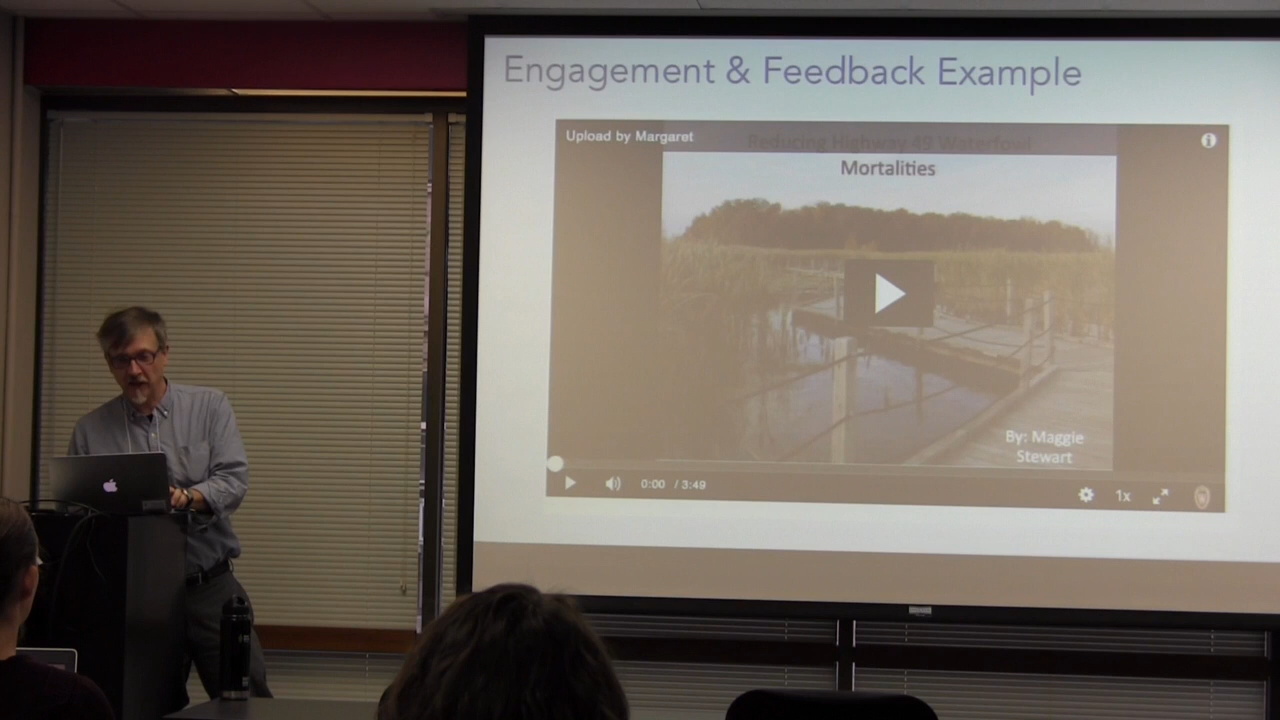 Engagement & Feedback Example
Upload by Margaret
Reducing Highway 49 Waterfowl
Mortalities
By: Maggie
Stewart
0:00 / 3:49
1x